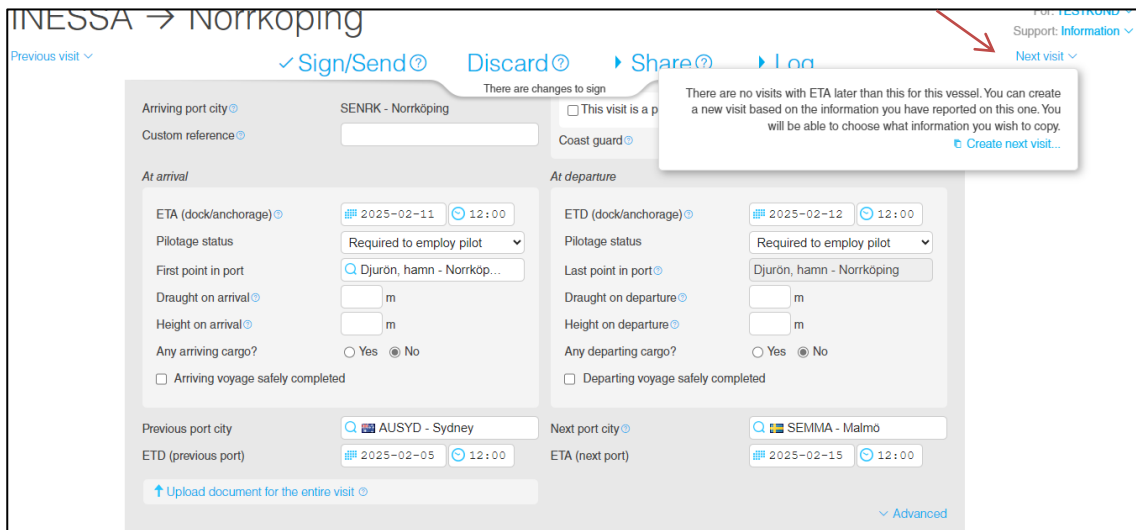 INESSA → Norrköping
For: TESTKUND
Support: Information
Previous visit
Next visit
Sign/Send
Discard
Share
Log
There are changes to sign
There are no visits with ETA later than this for this vessel. You can create
a new visit based on the information you have reported on this one. You
will be able to choose what information you wish to copy.
Create next visit...
Arriving port city
SENRK - Norrköping
This visit is a p
Custom reference
Coast guard
At arrival
ETA (dock/anchorage) 2025-02-11 12:00
Pilotage status Required to employ pilot
First point in port Djurön, hamn - Norrköp...
Draught on arrival m
Height on arrival m
Any arriving cargo? Yes No
Arriving voyage safely completed
At departure
ETD (dock/anchorage) 2025-02-12 12:00
Pilotage status Required to employ pilot
Last point in port Djurön, hamn - Norrköping
Draught on departure m
Height on departure m
Any departing cargo? Yes No
Departing voyage safely completed
Previous port city AUSYD - Sydney
ETD (previous port) 2025-02-05 12:00
Next port city SEMMA - Malmö
ETA (next port) 2025-02-15 12:00
Upload document for the entire visit
Advanced